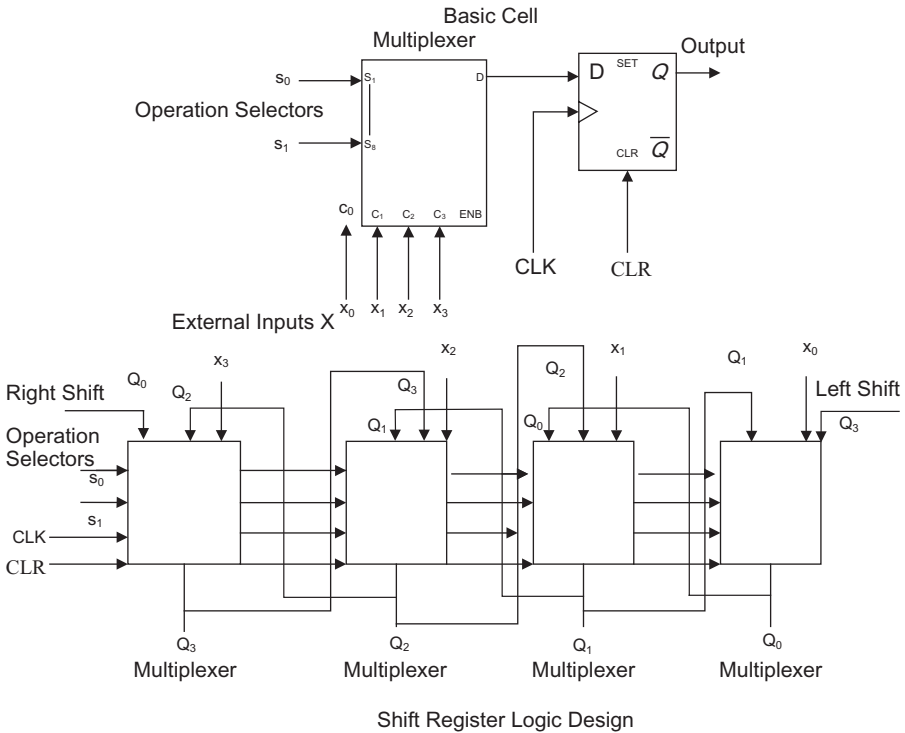 Basic Cell
Multiplexer
Output
s₀
S₁
D
D
SET
Q
Operation Selectors
s₁
S₈
CLR
Q̅
c₀
C₁
C₂
C₃
ENB
CLK
CLR
x₀
x₁
x₂
x₃
External Inputs X
Right Shift
Q₀
Q₂
x₃
Q₃
Q₁
x₂
Q₂
Q₀
x₁
Q₁
x₀
Left Shift
Q₃
Operation
Selectors
s₀
s₁
CLK
CLR
Q₃
Q₂
Q₁
Q₀
Multiplexer
Multiplexer
Multiplexer
Multiplexer
Shift Register Logic Design